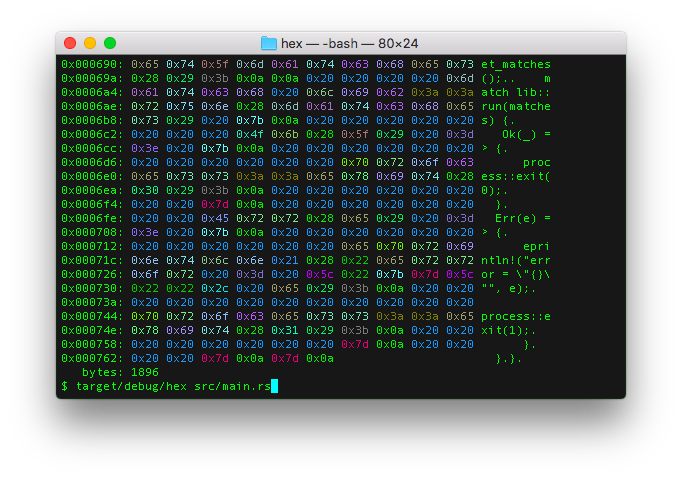 hex — -bash — 80×24
0x000690: 0x65 0x74 0x5f 0x6d 0x61 0x74 0x63 0x68 0x65 0x73 et_matches
0x00069a: 0x28 0x29 0x3b 0x0a 0x0a 0x20 0x20 0x20 0x20 0x6d ();..    m
0x0006a4: 0x61 0x74 0x63 0x68 0x20 0x6c 0x69 0x62 0x3a 0x3a atch lib::
0x0006ae: 0x72 0x75 0x6e 0x28 0x6d 0x61 0x74 0x63 0x68 0x65 run(matche
0x0006b8: 0x73 0x29 0x20 0x7b 0x0a 0x20 0x20 0x20 0x20 0x20 s) {.
0x0006c2: 0x20 0x20 0x20 0x4f 0x6b 0x28 0x5f 0x29 0x20 0x3d    Ok(_) =
0x0006cc: 0x3e 0x20 0x7b 0x0a 0x20 0x20 0x20 0x20 0x20 0x20 > {.
0x0006d6: 0x20 0x20 0x20 0x20 0x20 0x20 0x70 0x72 0x6f 0x63       proc
0x0006e0: 0x65 0x73 0x73 0x3a 0x3a 0x65 0x78 0x69 0x74 0x28 ess::exit(
0x0006ea: 0x30 0x29 0x3b 0x0a 0x20 0x20 0x20 0x20 0x20 0x20 0);.
0x0006f4: 0x20 0x20 0x7d 0x0a 0x20 0x20 0x20 0x20 0x20 0x20   }.
0x0006fe: 0x20 0x20 0x45 0x72 0x72 0x28 0x65 0x29 0x20 0x3d   Err(e) =
0x000708: 0x3e 0x20 0x7b 0x0a 0x20 0x20 0x20 0x20 0x20 0x20 > {.
0x000712: 0x20 0x20 0x20 0x20 0x20 0x20 0x65 0x70 0x72 0x69       epri
0x00071c: 0x6e 0x74 0x6c 0x6e 0x21 0x28 0x22 0x65 0x72 0x72 ntln!("err
0x000726: 0x6f 0x72 0x20 0x3d 0x20 0x5c 0x22 0x7b 0x7d 0x5c or = \"{}\
0x000730: 0x22 0x22 0x2c 0x20 0x65 0x29 0x3b 0x0a 0x20 0x20 "", e);.
0x00073a: 0x20 0x20 0x20 0x20 0x20 0x20 0x20 0x20 0x20 0x20
0x000744: 0x70 0x72 0x6f 0x63 0x65 0x73 0x73 0x3a 0x3a 0x65 process::e
0x00074e: 0x78 0x69 0x74 0x28 0x31 0x29 0x3b 0x0a 0x20 0x20 xit(1);.
0x000758: 0x20 0x20 0x20 0x20 0x20 0x20 0x7d 0x0a 0x20 0x20       }.
0x000762: 0x20 0x20 0x7d 0x0a 0x7d 0x0a   }.}.
bytes: 1896
$ target/debug/hex src/main.rs